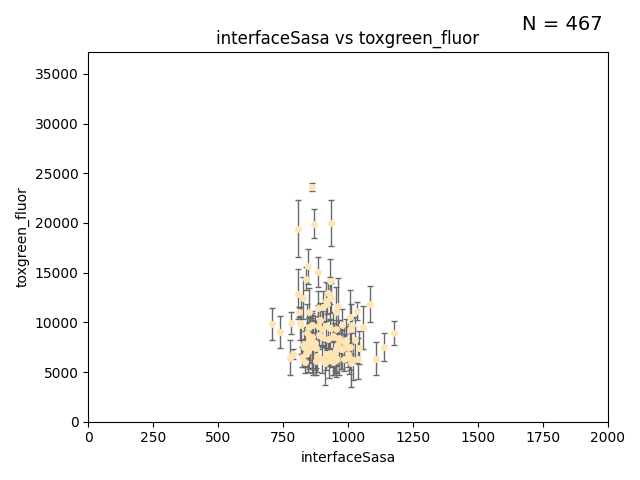 N = 467
interfaceSasa vs toxgreen_fluor
toxgreen_fluor
35000
30000
25000
20000
15000
10000
5000
0
0 250 500 750 1000 1250 1500 1750 2000
interfaceSasa